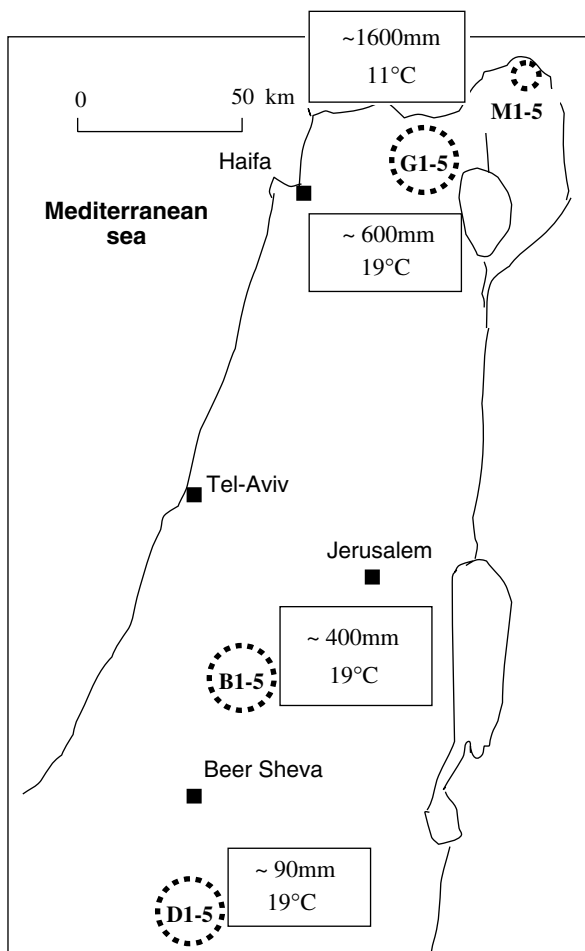 ~1600mm
11°C
0 50 km
M1-5
G1-5
Haifa
Mediterranean
sea
~ 600mm
19°C
Tel-Aviv
Jerusalem
~ 400mm
19°C
B1-5
Beer Sheva
~ 90mm
19°C
D1-5